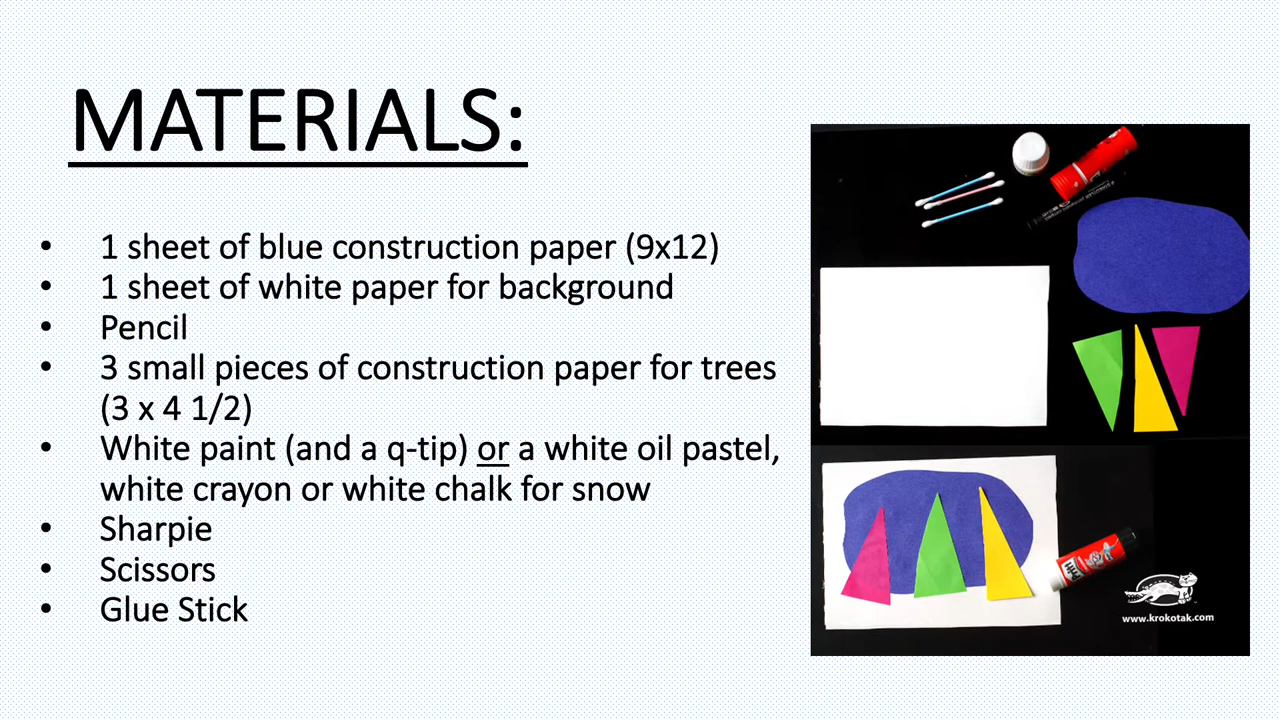 MATERIALS:
• 1 sheet of blue construction paper (9x12)
• 1 sheet of white paper for background
• Pencil
• 3 small pieces of construction paper for trees
(3 x 4 1/2)
• White paint (and a q-tip) or a white oil pastel,
white crayon or white chalk for snow
• Sharpie
• Scissors
• Glue Stick
Pritt
www.krokotak.com